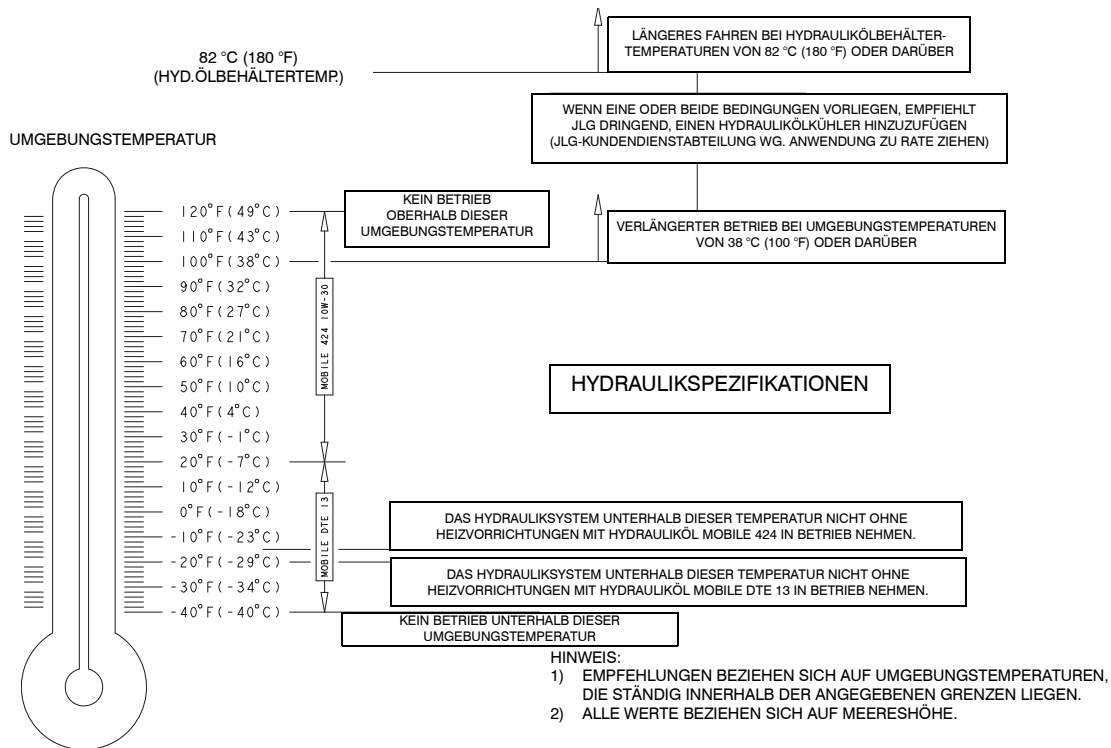 82 °C (180 °F)
(HYD.ÖLBEHÄLTERTEMP.)
LÄNGERES FAHREN BEI HYDRAULIKÖLBEHÄLTER-
TEMPERATUREN VON 82 °C (180 °F) ODER DARÜBER
WENN EINE ODER BEIDE BEDINGUNGEN VORLIEGEN, EMPFIEHLT
JLG DRINGEND, EINEN HYDRAULIKÖLKÜHLER HINZUZUFÜGEN
(JLG-KUNDENDIENSTABTEILUNG WG. ANWENDUNG ZU RATE ZIEHEN)
UMGEBUNGSTEMPERATUR
KEIN BETRIEB
OBERHALB DIESER
UMGEBUNGSTEMPERATUR
VERLÄNGERTER BETRIEB BEI UMGEBUNGSTEMPERATUREN
VON 38 °C (100 °F) ODER DARÜBER
120°F(49°C)
110°F(43°C)
100°F(38°C)
90°F(32°C)
80°F(27°C)
70°F(21°C)
60°F(16°C)
50°F(10°C)
40°F(4°C)
30°F(-1°C)
20°F(-7°C)
10°F(-12°C)
0°F(-18°C)
-10°F(-23°C)
-20°F(-29°C)
-30°F(-34°C)
-40°F(-40°C)
MOBILE 424 10W-30
MOBILE DTE 13
HYDRAULIKSPEZIFIKATIONEN
DAS HYDRAULIKSYSTEM UNTERHALB DIESER TEMPERATUR NICHT OHNE
HEIZVORRICHTUNGEN MIT HYDRAULIKÖL MOBILE 424 IN BETRIEB NEHMEN.
DAS HYDRAULIKSYSTEM UNTERHALB DIESER TEMPERATUR NICHT OHNE
HEIZVORRICHTUNGEN MIT HYDRAULIKÖL MOBILE DTE 13 IN BETRIEB NEHMEN.
KEIN BETRIEB UNTERHALB DIESER
UMGEBUNGSTEMPERATUR
HINWEIS:
1) EMPFEHLUNGEN BEZIEHEN SICH AUF UMGEBUNGSTEMPERATUREN,
DIE STÄNDIG INNERHALB DER ANGEGEBENEN GRENZEN LIEGEN.
2) ALLE WERTE BEZIEHEN SICH AUF MEERESHÖHE.